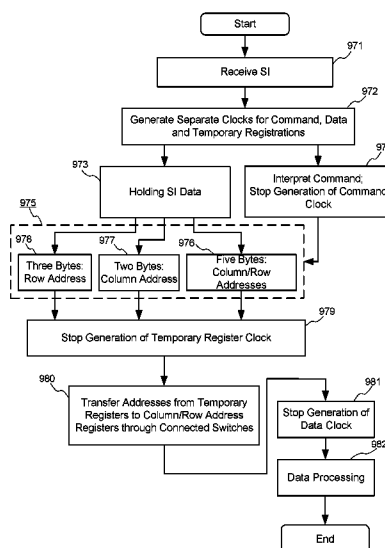 Start
971
Receive SI
972
Generate Separate Clocks for Command, Data
and Temporary Registrations
973
97
Holding SI Data
Interpret Command;
Stop Generation of Command
Clock
975
978
977
976
Three Bytes:
Row Address
Two Bytes:
Column Address
Five Bytes:
Column/Row
Addresses
979
Stop Generation of Temporary Register Clock
980
Transfer Addresses from Temporary
Registers to Column/Row Address
Registers through Connected Switches
981
Stop Generation of
Data Clock
982
Data Processing
End